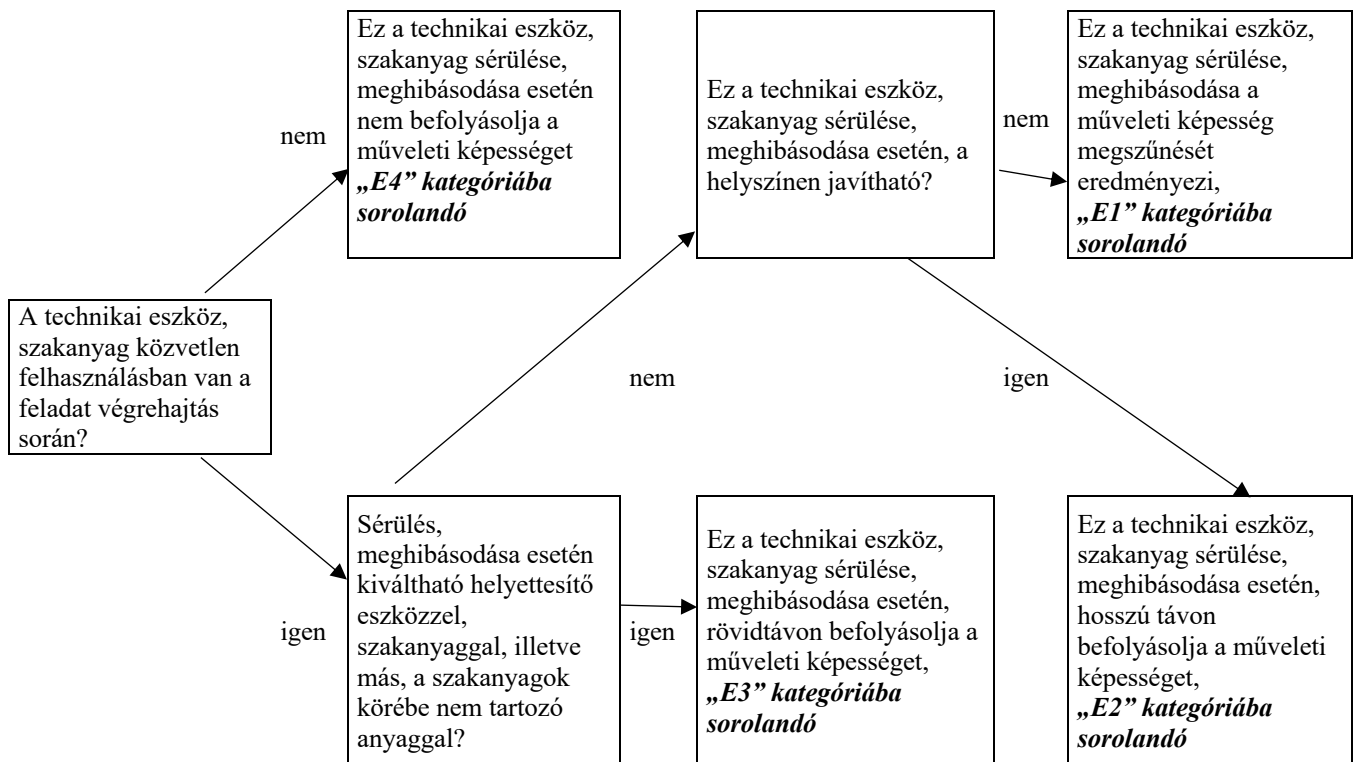 Ez a technikai eszköz,
szakanyag sérülése,
meghibásodása esetén
nem befolyásolja a
műveleti képességet
„E4” kategóriába
sorolandó
nem
Ez a technikai eszköz,
szakanyag sérülése,
meghibásodása esetén, a
helyszínen javítható?
nem
Ez a technikai eszköz,
szakanyag sérülése,
meghibásodása a
műveleti képesség
megszűnését
eredményezi,
„E1” kategóriába
sorolandó
A technikai eszköz,
szakanyag közvetlen
felhasználásban van a
feladat végrehajtás
során?
nem
igen
igen
Sérülés,
meghibásodása esetén
kiváltható helyettesítő
eszközzel,
szakanyaggal, illetve
más, a szakanyagok
körébe nem tartozó
anyaggal?
igen
Ez a technikai eszköz,
szakanyag sérülése,
meghibásodása esetén,
rövidtávon befolyásolja a
műveleti képességet,
„E3” kategóriába
sorolandó
Ez a technikai eszköz,
szakanyag sérülése,
meghibásodása esetén,
hosszú távon
befolyásolja a műveleti
képességet,
„E2” kategóriába
sorolandó